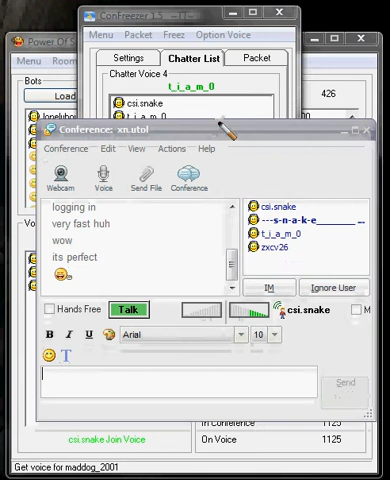 ConFreezer 1.5
Menu Packet Freez Option Voice
Settings Chatter List Packet
Chatter Voice 4
t_i_a_m_0
csi.snake
t_i_a_m_0
Power Of S
Menu Room
Bots
Load
426
Conference: xn.utol
Conference Edit View Actions Help
Webcam Voice Send File Conference
logging in
very fast huh
wow
its perfect
csi.snake
---s-n-a-k-e
t_i_a_m_0
zxcv26
IM Ignore User
Hands Free Talk csi.snake M
B I U Arial 10
T
Send
In Conference 1125
csi.snake Join Voice On Voice 1125
Get voice for maddog_2001